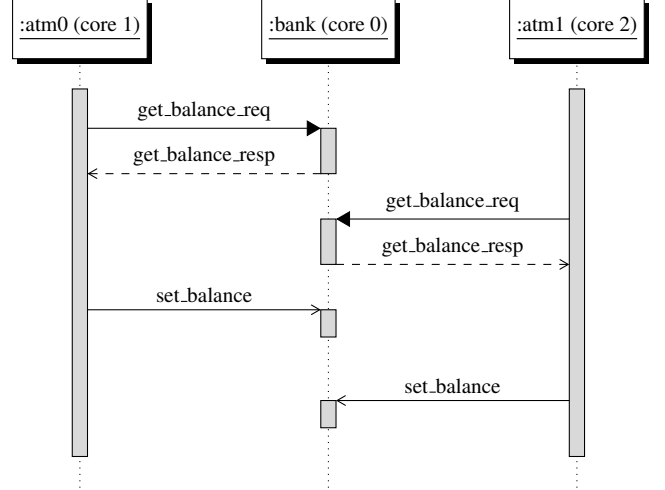 :atm0 (core 1)
:bank (core 0)
:atm1 (core 2)
get_balance_req
get_balance_resp
get_balance_req
get_balance_resp
set_balance
set_balance